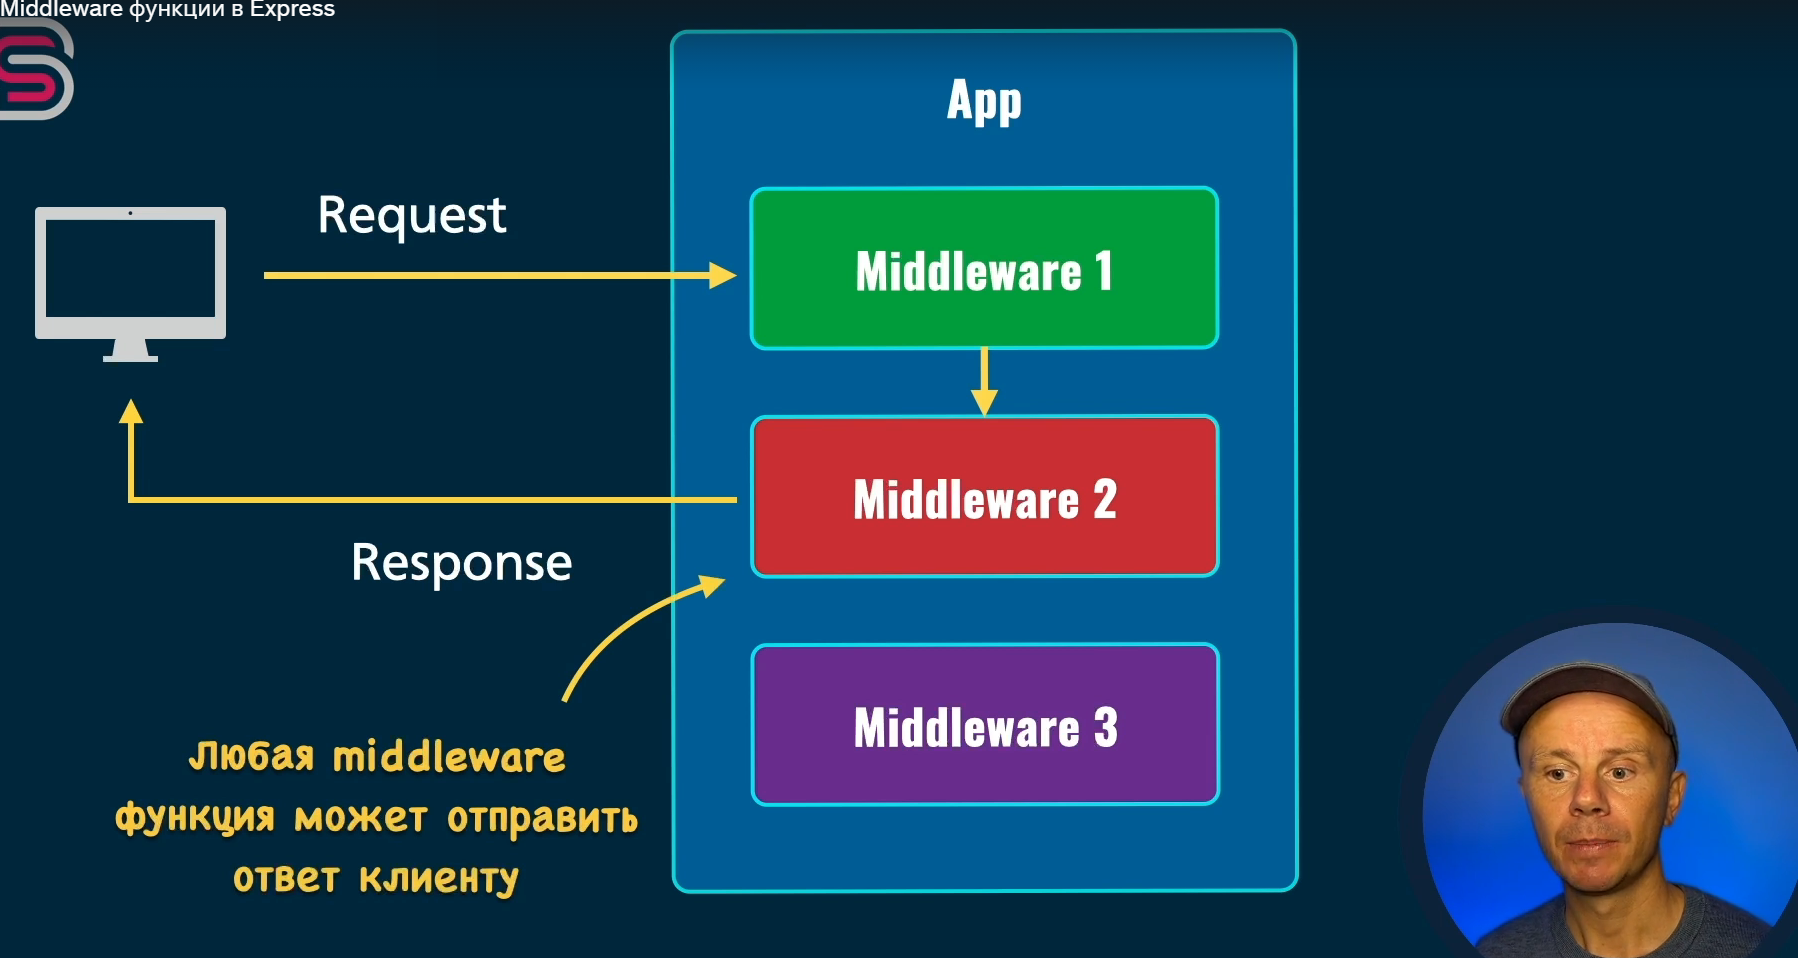 Middleware функции в Express
App
Request
Middleware 1
Middleware 2
Response
Middleware 3
Любая middleware
функция может отправить
ответ клиенту